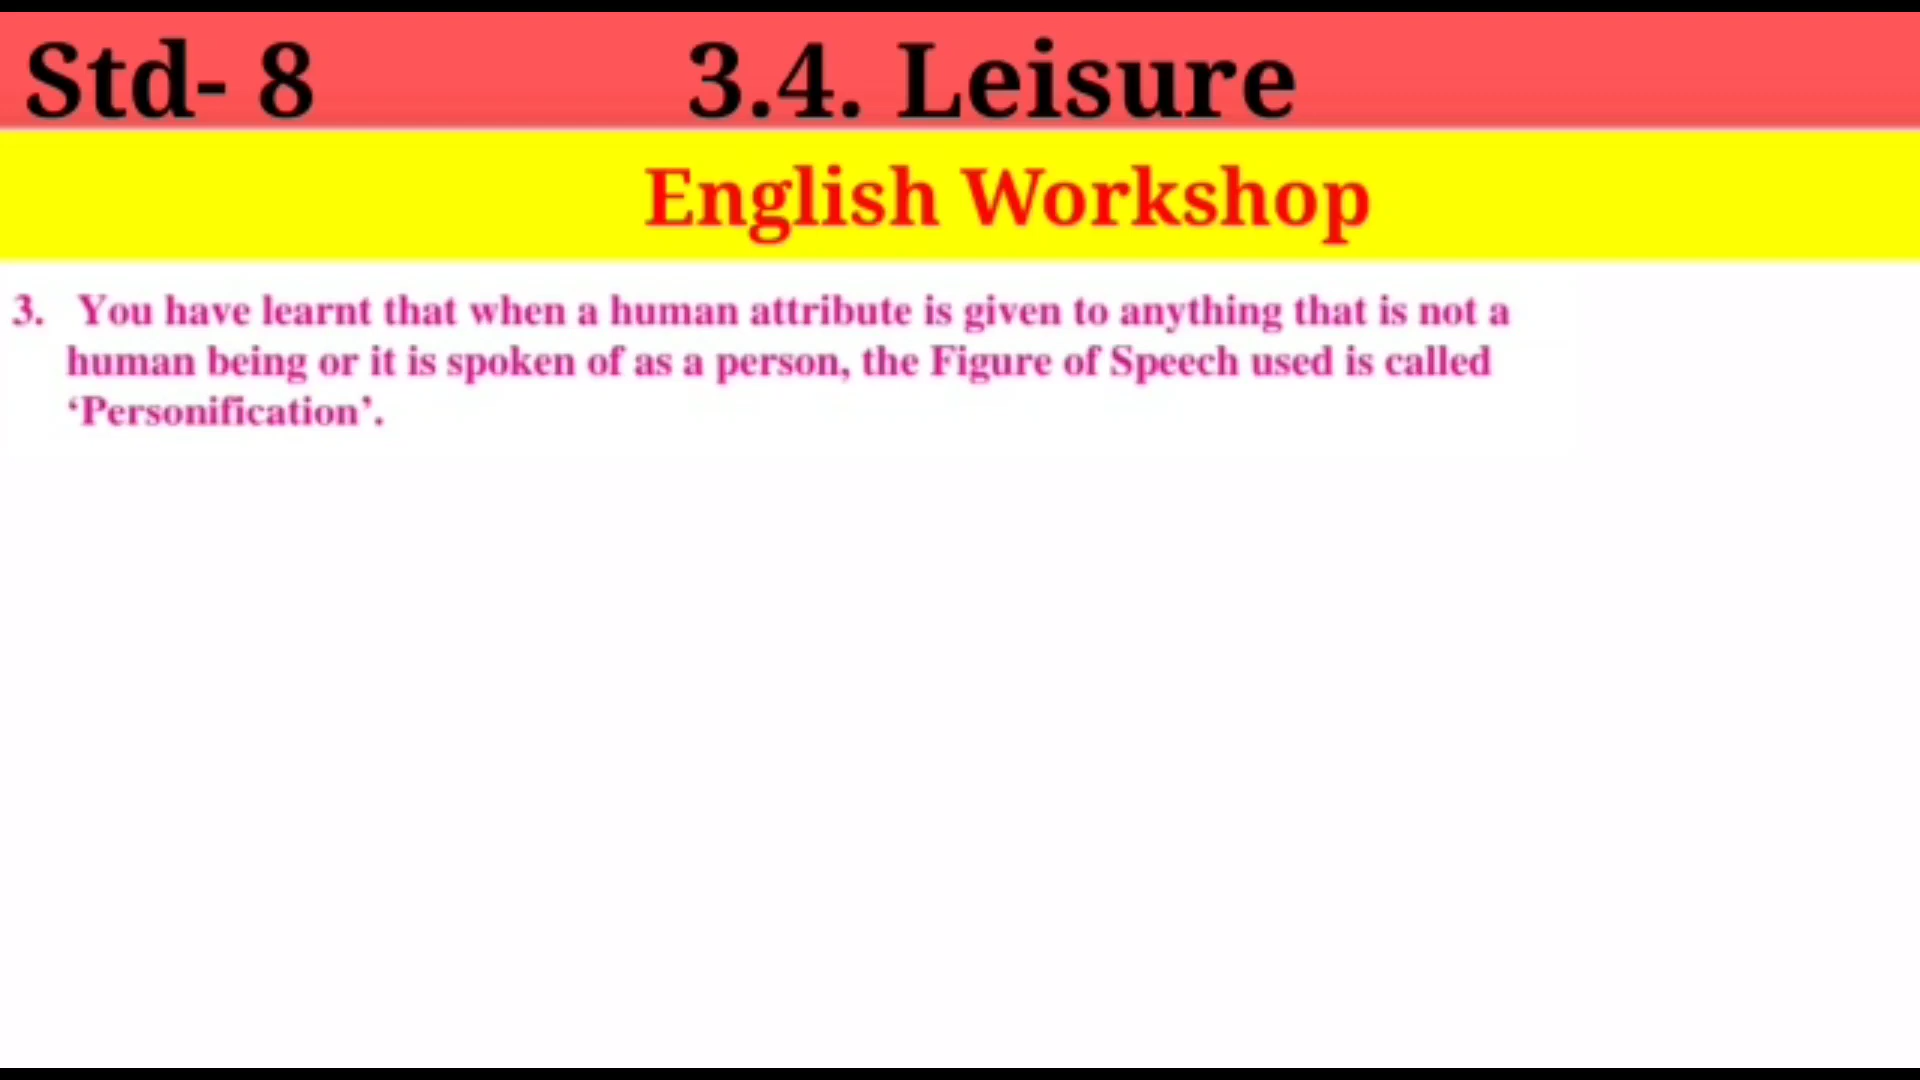 Std- 8 3.4. Leisure
English Workshop
3. You have learnt that when a human attribute is given to anything that is not a
human being or it is spoken of as a person, the Figure of Speech used is called
‘Personification’.